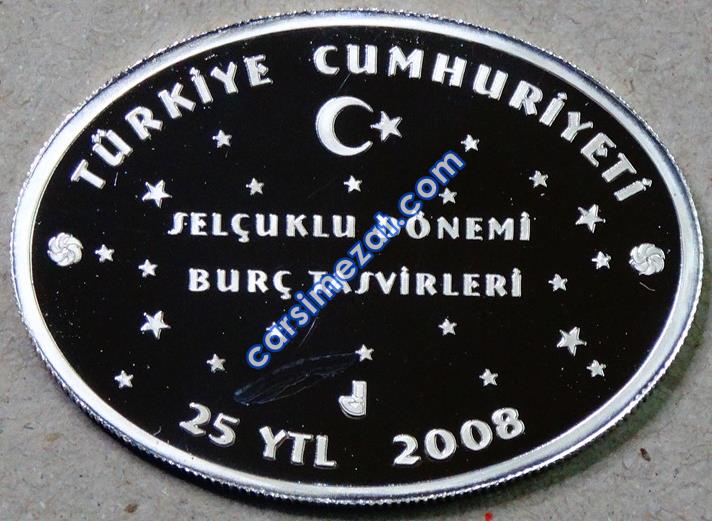 TÜRKİYE CUMHURİYETİ
SELÇUKLU DÖNEMİ
BURÇ TASVİRLERİ
25 YTL 2008
carsimezat.com